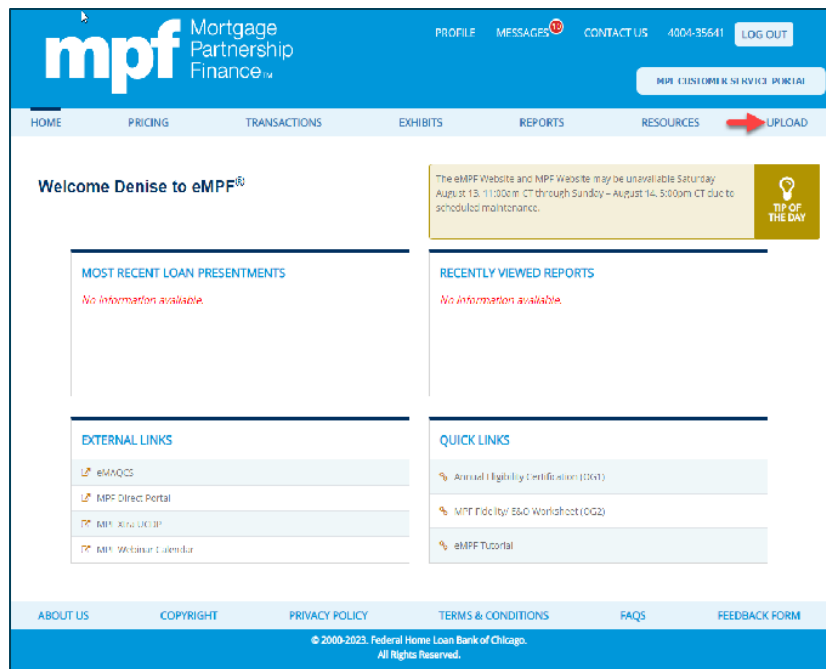 mpf Mortgage
Partnership
Finance™
PROFILE MESSAGES 10 CONTACT US 4004-35641 LOG OUT
MPF CUSTOMER SERVICE PORTAL
HOME PRICING TRANSACTIONS EXHIBITS REPORTS RESOURCES UPLOAD
Welcome Denise to eMPF®
The eMPF Website and MPF Website may be unavailable Saturday
August 13, 11:00am CT through Sunday – August 14, 5:00pm CT due to
scheduled maintenance.
TIP OF
THE DAY
MOST RECENT LOAN PRESENTMENTS
No information available.
RECENTLY VIEWED REPORTS
No information available.
EXTERNAL LINKS
eMAQCS
MPF Direct Portal
MPF Xtra UCDP
MPF Webinar Calendar
QUICK LINKS
Annual Eligibility Certification (OG1)
MPF Fidelity/ E&O Worksheet (OG2)
eMPF Tutorial
ABOUT US COPYRIGHT PRIVACY POLICY TERMS & CONDITIONS FAQS FEEDBACK FORM
© 2000-2023. Federal Home Loan Bank of Chicago.
All Rights Reserved.